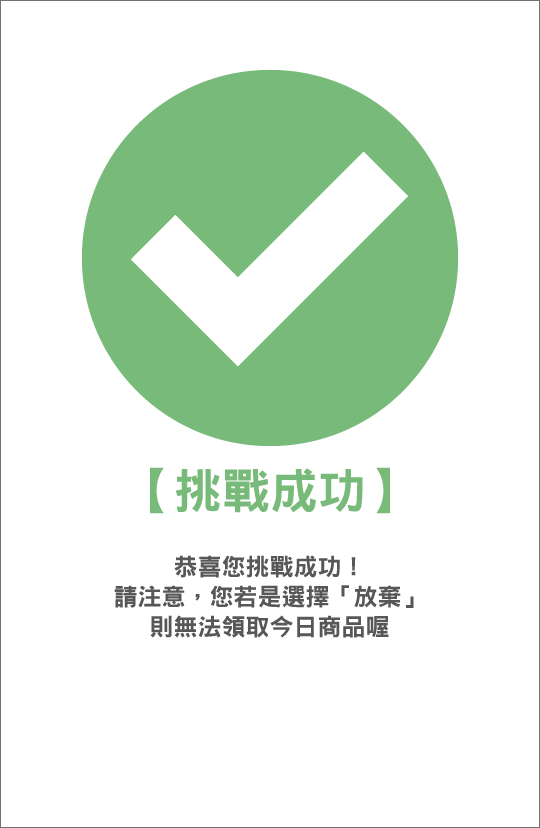 【挑戰成功】
恭喜您挑戰成功！
請注意，您若是選擇「放棄」
則無法領取今日商品喔